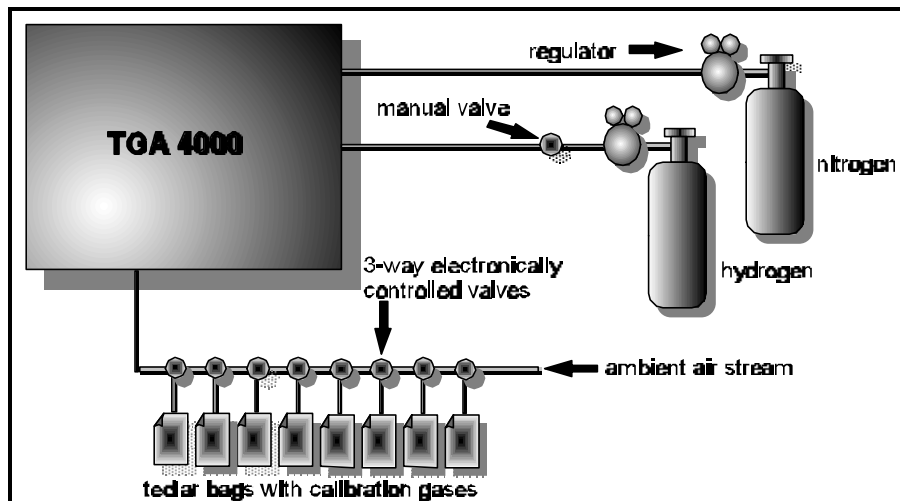 regulator
manual valve
TGA 4000
nitrogen
3-way electronically
controlled valves
hydrogen
ambient air stream
tedlar bags with calibration gases